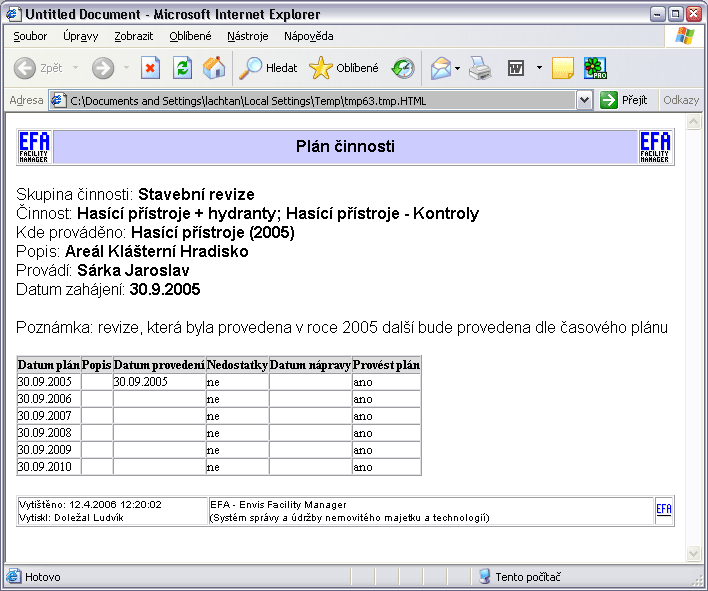 Untitled Document - Microsoft Internet Explorer
Soubor Úpravy Zobrazit Oblíbené Nástroje Nápověda
Zpět Hledat Oblíbené PRO
Adresa C:\Documents and Settings\lachtan\Local Settings\Temp\tmp63.tmp.HTML Přejít Odkazy
EFA FACILITY MANAGER Plán činnosti EFA FACILITY MANAGER
Skupina činnosti: Stavební revize
Činnost: Hasící přístroje + hydranty; Hasící přístroje - Kontroly
Kde prováděno: Hasící přístroje (2005)
Popis: Areál Klášterní Hradisko
Provádí: Sárka Jaroslav
Datum zahájení: 30.9.2005
Poznámka: revize, která byla provedena v roce 2005 další bude provedena dle časového plánu
Datum plán Popis Datum provedení Nedostatky Datum nápravy Provést plán
30.09.2005 30.09.2005 ne ano
30.09.2006 ne ano
30.09.2007 ne ano
30.09.2008 ne ano
30.09.2009 ne ano
30.09.2010 ne ano
Vytištěno: 12.4.2006 12:20:02 EFA - Envis Facility Manager
Vytiskl: Doležal Ludvík (Systém správy a údržby nemovitého majetku a technologií) EFA
Hotovo Tento počítač